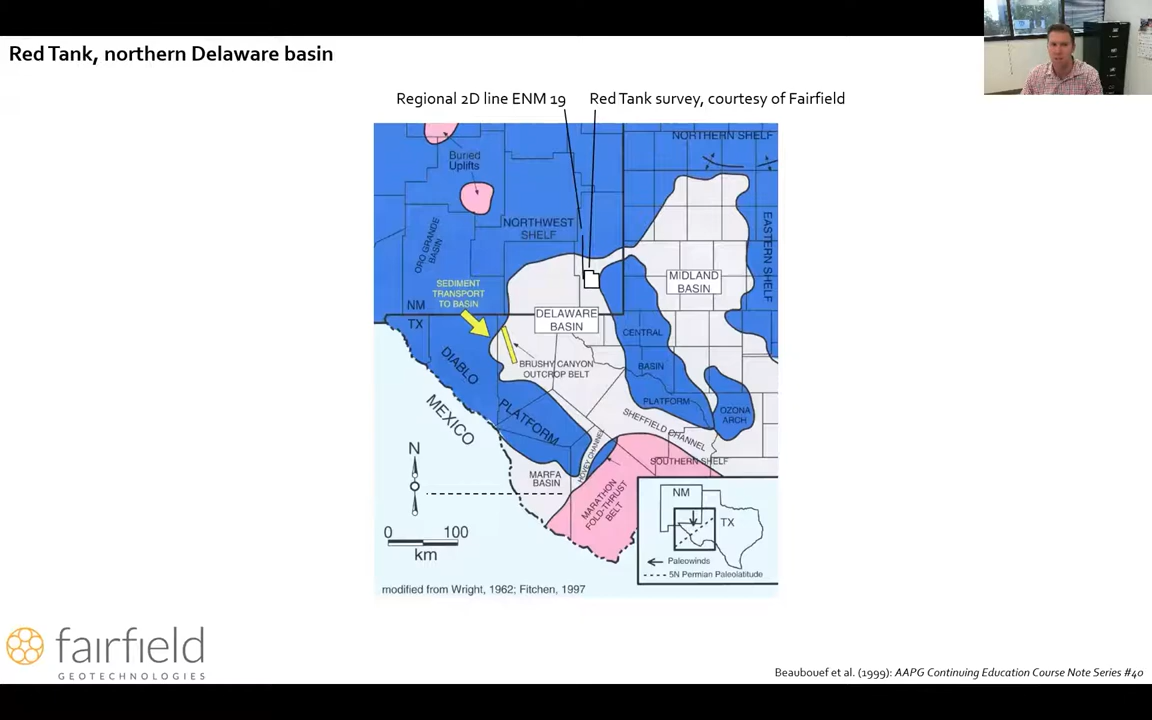 Red Tank, northern Delaware basin
Regional 2D line ENM 19
Red Tank survey, courtesy of Fairfield
NORTHERN SHELF
Buried
Uplifts
NORTHWEST
SHELF
ORO GRANDE
BASIN
EASTERN SHELF
MIDLAND
BASIN
SEDIMENT
TRANSPORT
TO BASIN
NM
TX
DELAWARE
BASIN
CENTRAL
BASIN
PLATFORM
BRUSHY CANYON
OUTCROP BELT
DIABLO
PLATFORM
MEXICO
OZONA
ARCH
SHEFFIELD CHANNEL
HOVEY CHANNEL
SOUTHERN SHELF
MARFA
BASIN
MARATHON
FOLD-THRUST
BELT
N
0 100
km
NM
TX
Paleowinds
5N Permian Paleolatitude
modified from Wright, 1962; Fitchen, 1997
fairfield
GEOTECHNOLOGIES
Beaubouef et al. (1999): AAPG Continuing Education Course Note Series #40